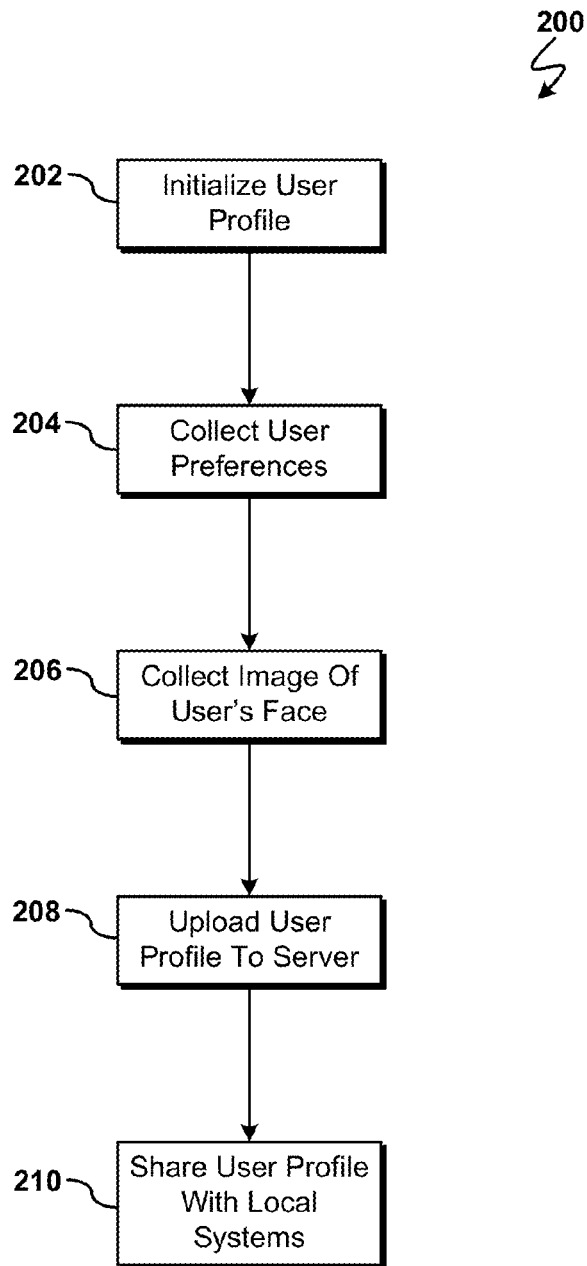 200
202
Initialize User
Profile
204
Collect User
Preferences
206
Collect Image Of
User's Face
208
Upload User
Profile To Server
210
Share User Profile
With Local
Systems